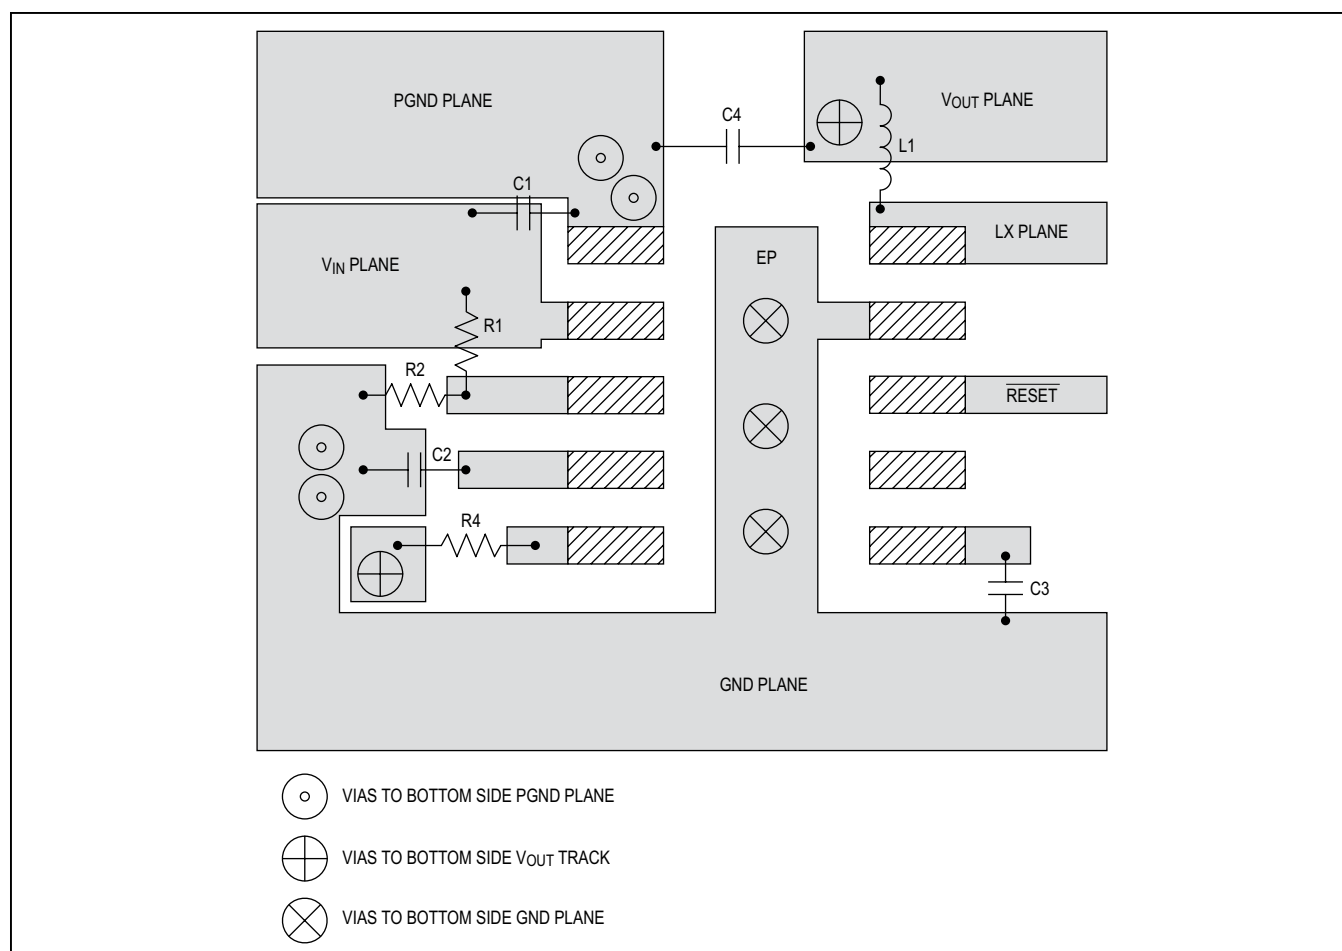 PGND PLANE
VOUT PLANE
C4
L1
C1
LX PLANE
VIN PLANE
EP
R1
R2
RESET
C2
R4
C3
GND PLANE
VIAS TO BOTTOM SIDE PGND PLANE
VIAS TO BOTTOM SIDE VOUT TRACK
VIAS TO BOTTOM SIDE GND PLANE